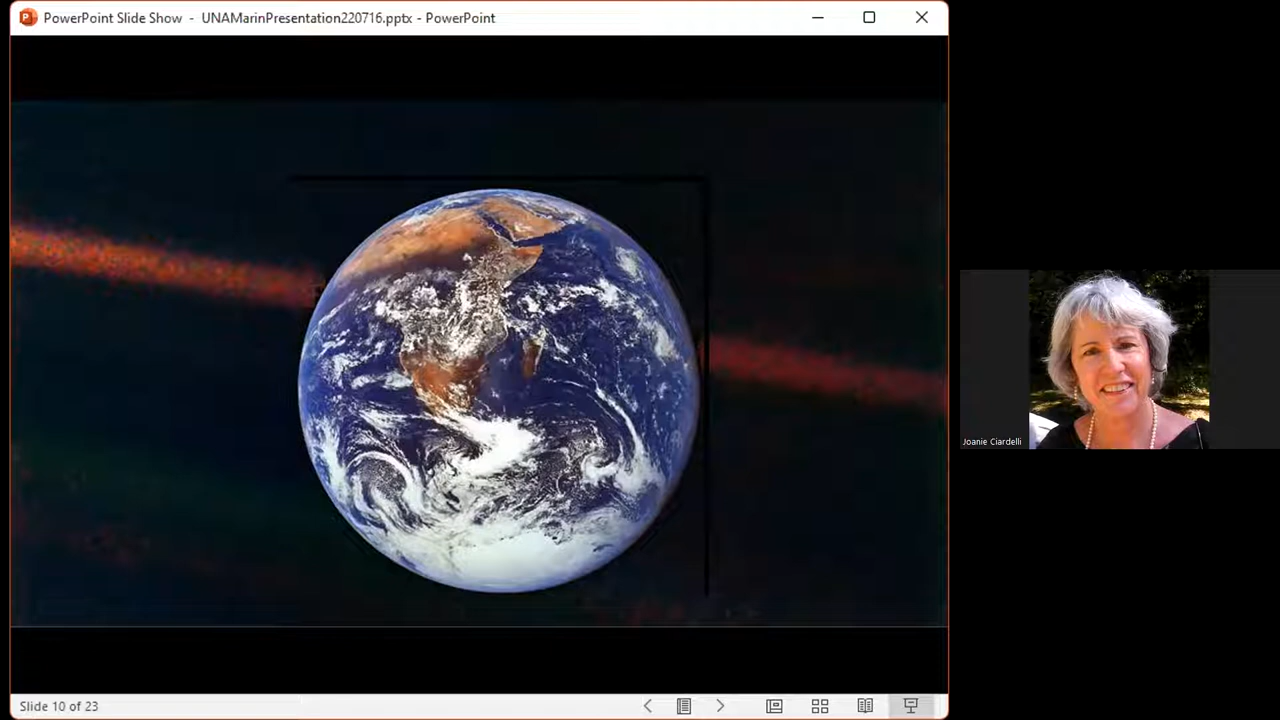 PowerPoint Slide Show - UNAMarinPresentation220716.pptx - PowerPoint
Joanie Ciardelli
Slide 10 of 23